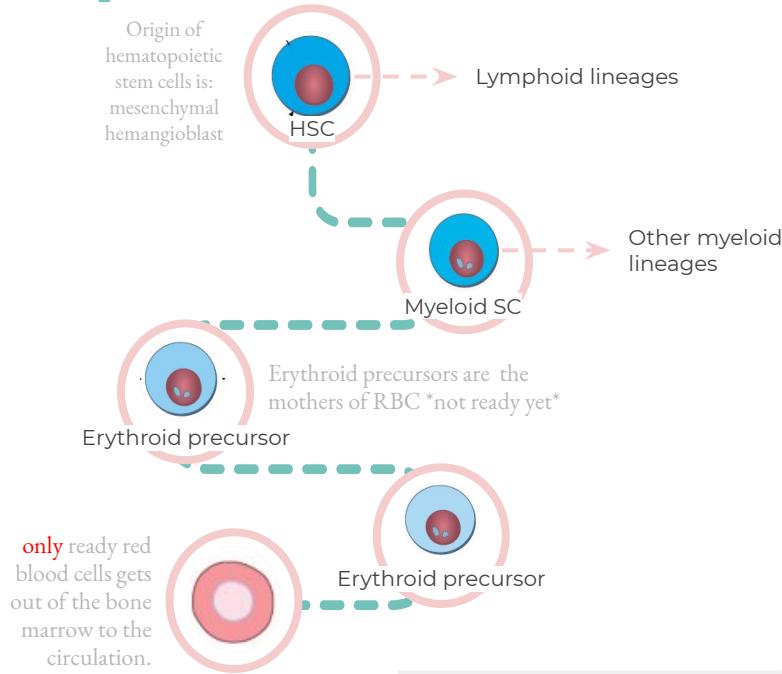 Origin of
hematopoietic
stem cells is:
mesenchymal
hemangioblast
HSC
Lymphoid lineages
Myeloid SC
Other myeloid
lineages
Erythroid precursors are the
mothers of RBC *not ready yet*
Erythroid precursor
Erythroid precursor
only ready red
blood cells gets
out of the bone
marrow to the
circulation.